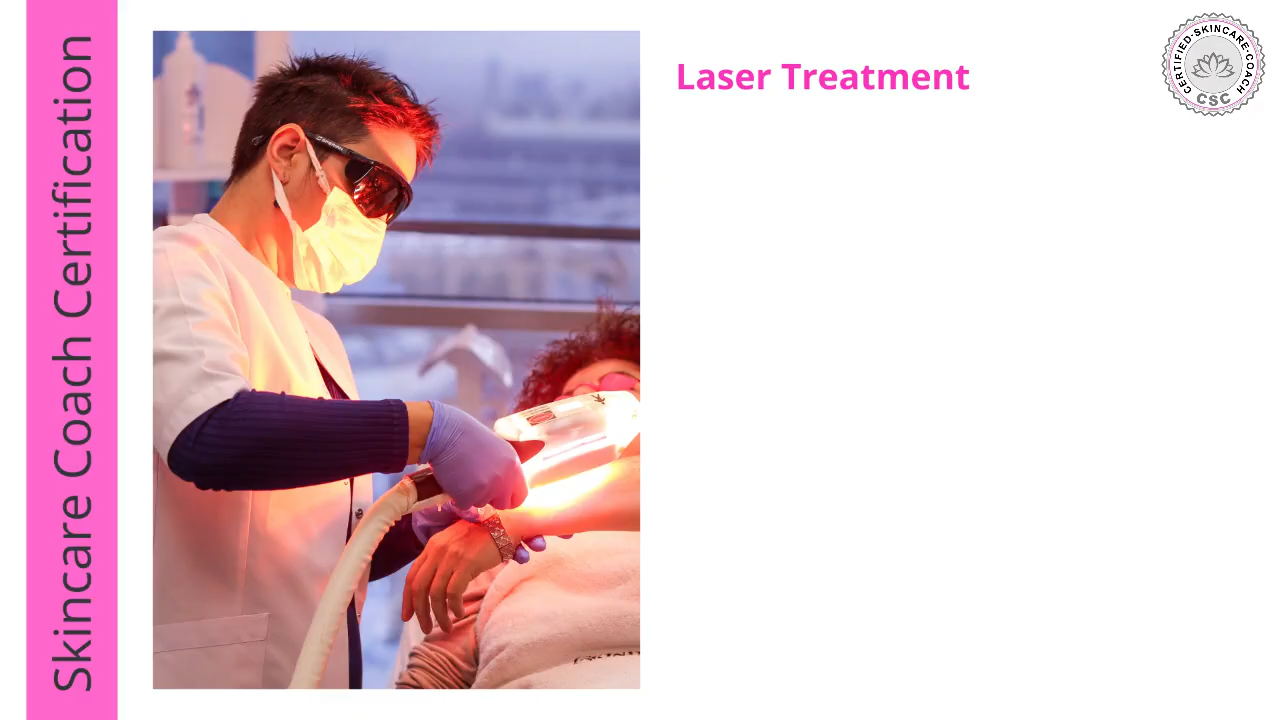 Skincare Coach Certification
Laser Treatment
CERTIFIED-SKINCARE-COACH
CSC